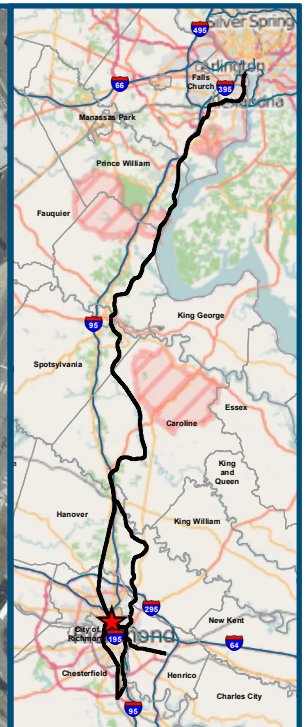 495
Silver Spring
Arlington
Falls
Church
395
66
Manassas Park
Prince William
Fauquier
King George
95
Spotsylvania
Essex
Caroline
King
and
Queen
Hanover
King William
295
New Kent
City of
Richmond
195
64
Chesterfield
Henrico
Charles City
95